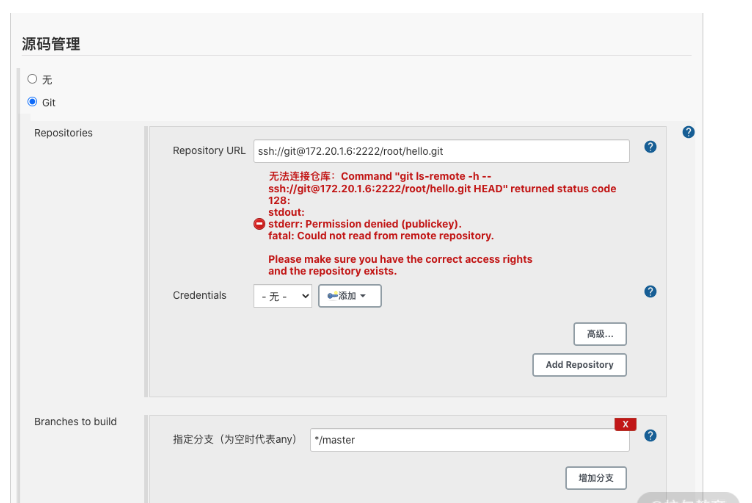 源码管理
无
Git
Repositories
Repository URL
ssh://git@172.20.1.6:2222/root/hello.git
无法连接仓库：Command "git ls-remote -h --
ssh://git@172.20.1.6:2222/root/hello.git HEAD" returned status code
128:
stdout:
stderr: Permission denied (publickey).
fatal: Could not read from remote repository.
Please make sure you have the correct access rights
and the repository exists.
Credentials
- 无 -
添加
高级...
Add Repository
Branches to build
X
指定分支（为空时代表any）
*/master
增加分支